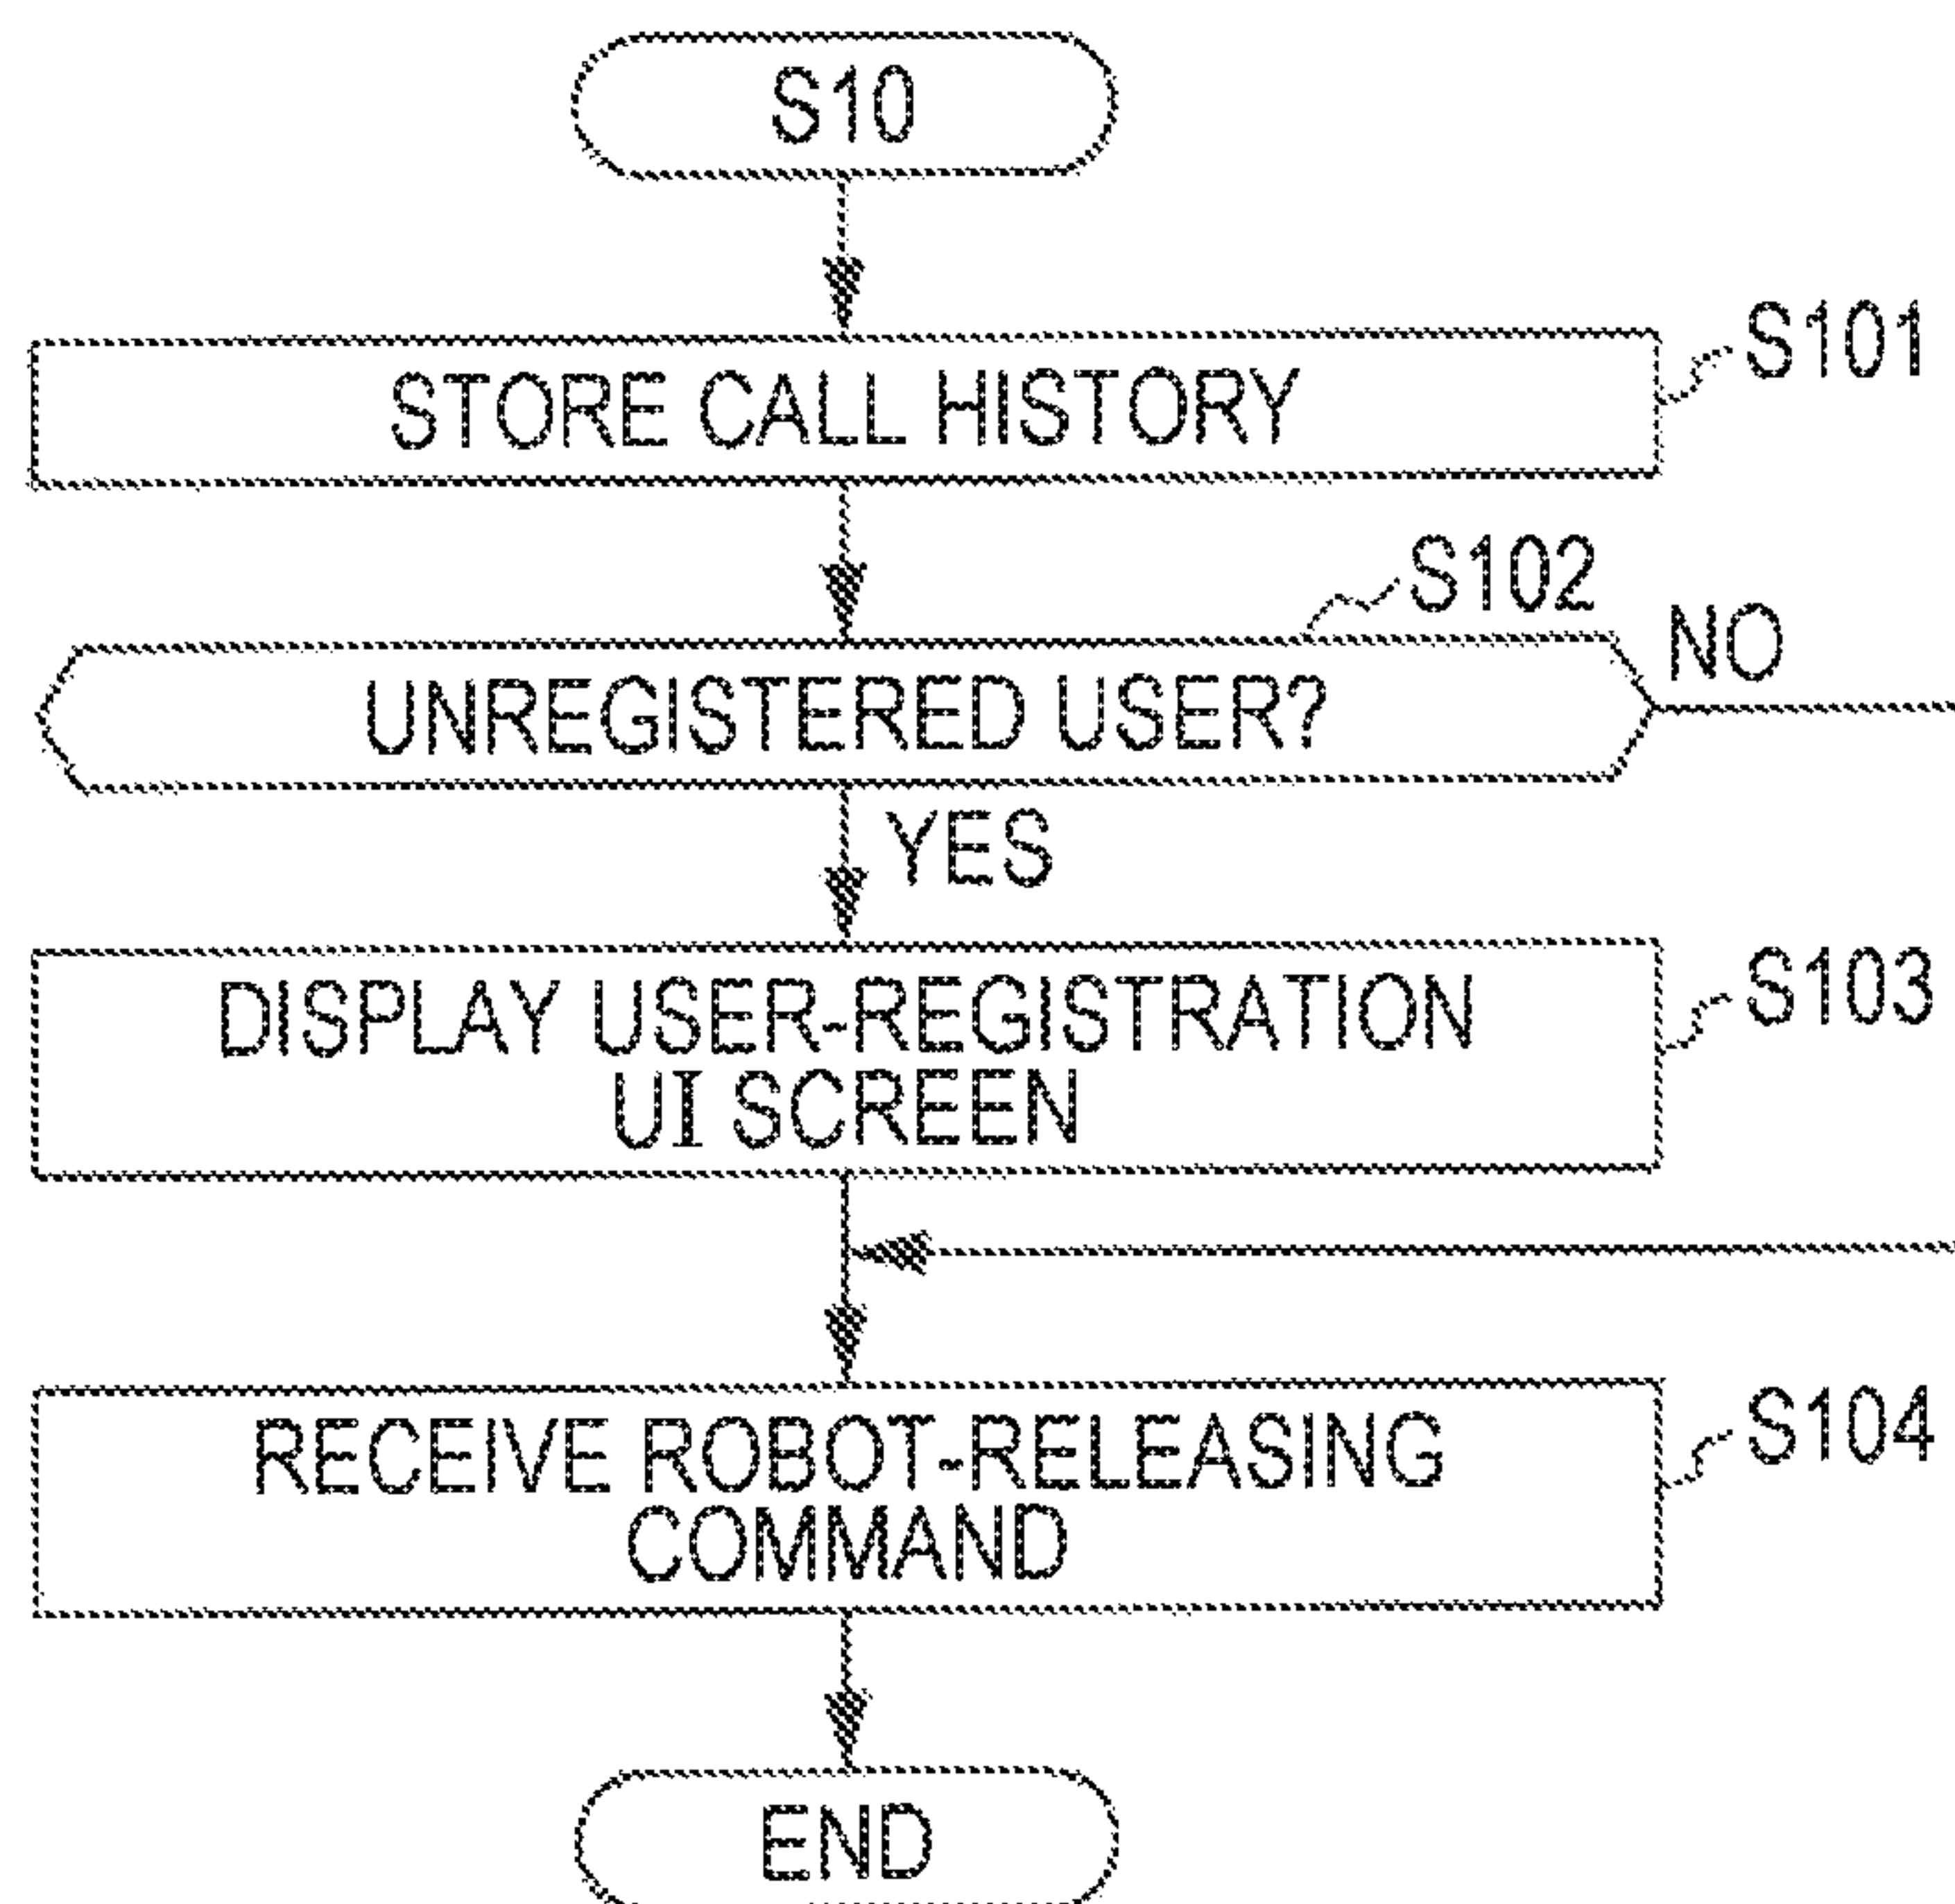 S10
STORE CALL HISTORY
S101
S102
UNREGISTERED USER?
NO
YES
DISPLAY USER-REGISTRATION
UI SCREEN
S103
RECEIVE ROBOT-RELEASING
COMMAND
S104
END